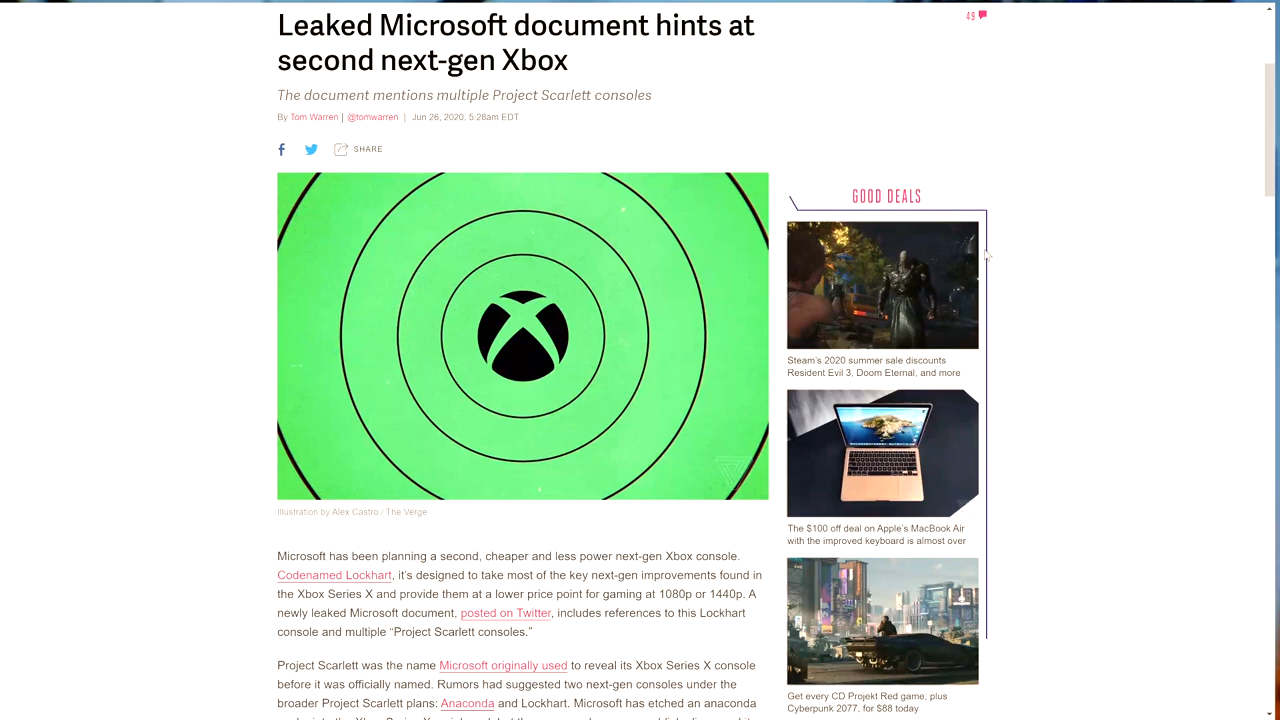 Leaked Microsoft document hints at
second next-gen Xbox
49
The document mentions multiple Project Scarlett consoles
By Tom Warren | @tomwarren | Jun 26, 2020, 5:28am EDT
SHARE
GOOD DEALS
Steam's 2020 summer sale discounts
Resident Evil 3, Doom Eternal, and more
The $100 off deal on Apple's MacBook Air
with the improved keyboard is almost over
Get every CD Projekt Red game, plus
Cyberpunk 2077, for $88 today
Illustration by Alex Castro / The Verge
Microsoft has been planning a second, cheaper and less power next-gen Xbox console.
Codenamed Lockhart, it's designed to take most of the key next-gen improvements found in
the Xbox Series X and provide them at a lower price point for gaming at 1080p or 1440p. A
newly leaked Microsoft document, posted on Twitter, includes references to this Lockhart
console and multiple “Project Scarlett consoles.”
Project Scarlett was the name Microsoft originally used to reveal its Xbox Series X console
before it was officially named. Rumors had suggested two next-gen consoles under the
broader Project Scarlett plans: Anaconda and Lockhart. Microsoft has etched an anaconda